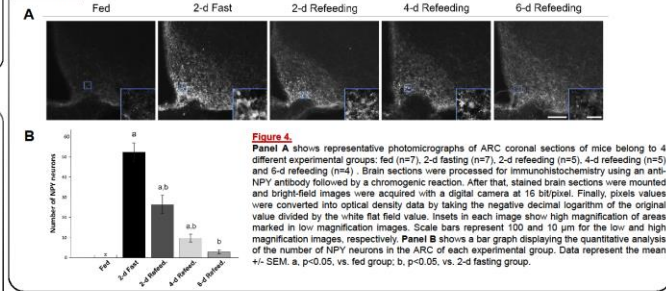 A
Fed
2-d Fast
2-d Refeeding
4-d Refeeding
6-d Refeeding
B
Number of NPY neurons
60
50
40
30
20
10
0
a
a,b
a,b
b
Fed
2-d Fast
2-d Refeed.
4-d Refeed.
6-d Refeed.
Figure 4.
Panel A shows representative photomicrographs of ARC coronal sections of mice belong to 4
different experimental groups: fed (n=7), 2-d fasting (n=7), 2-d refeeding (n=5), 4-d refeeding (n=5)
and 6-d refeeding (n=4) . Brain sections were processed for immunohistochemistry using an anti-
NPY antibody followed by a chromogenic reaction. After that, stained brain sections were mounted
and bright-field images were acquired with a digital camera at 16 bit/pixel. Finally, pixels values
were converted into optical density data by taking the negative decimal logarithm of the original
value divided by the white flat field value. Insets in each image show high magnification of areas
marked in low magnification images. Scale bars represent 100 and 10 µm for the low and high
magnification images, respectively. Panel B shows a bar graph displaying the quantitative analysis
of the number of NPY neurons in the ARC of each experimental group. Data represent the mean
+/- SEM. a, p<0.05, vs. fed group; b, p<0.05, vs. 2-d fasting group.